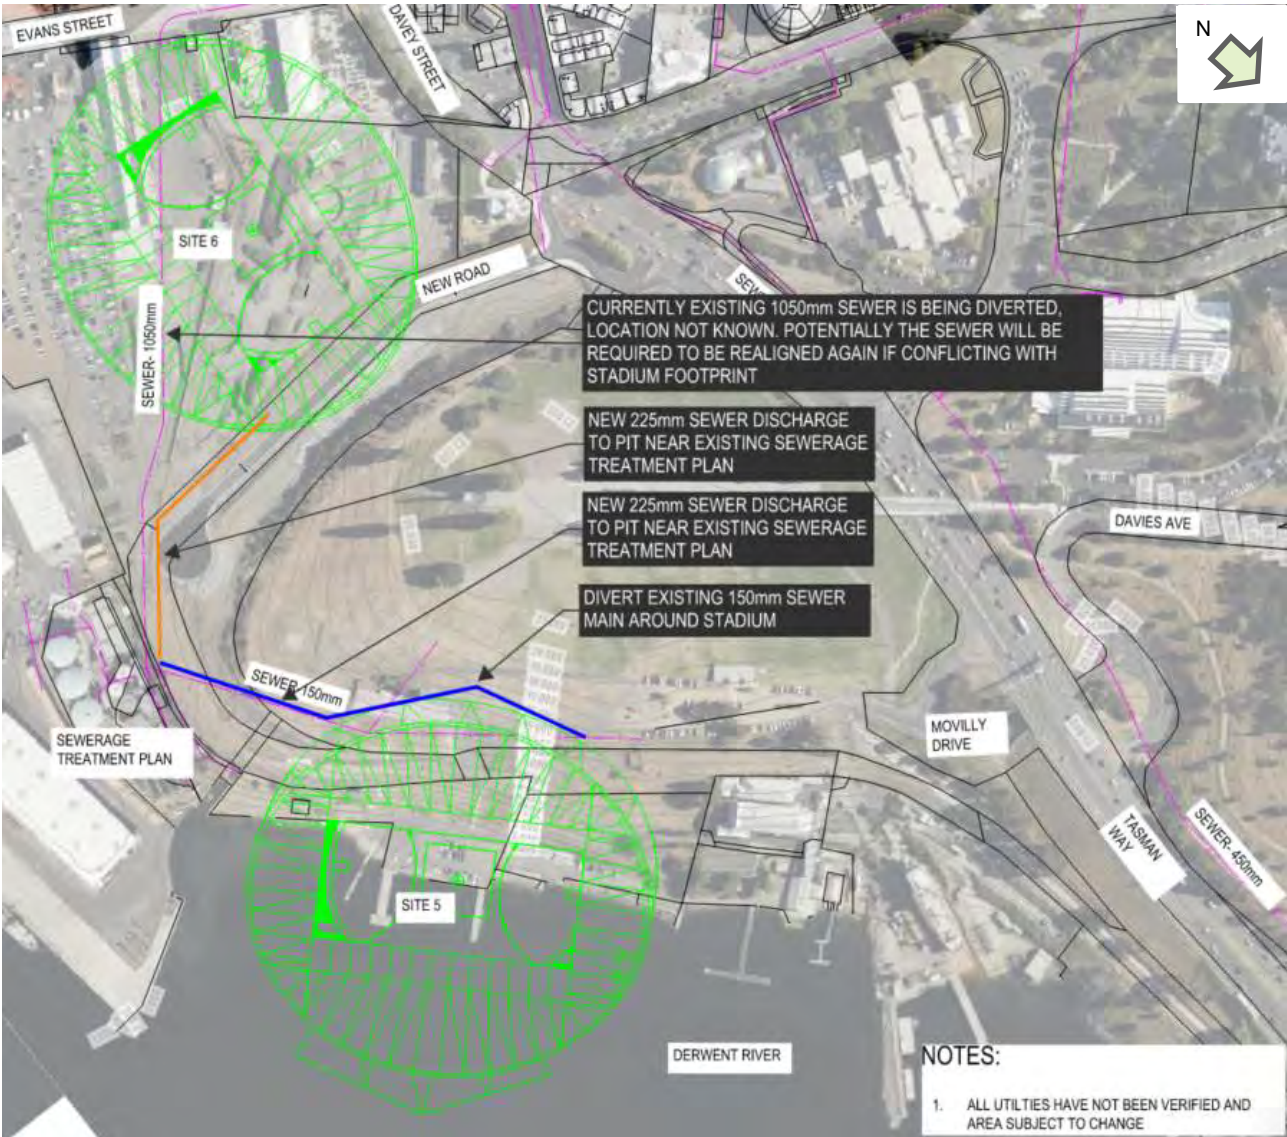 EVANS STREET
DAVEY STREET
N
SITE 6
NEW ROAD
SEWER- 1050mm
CURRENTLY EXISTING 1050mm SEWER IS BEING DIVERTED,
LOCATION NOT KNOWN. POTENTIALLY THE SEWER WILL BE
REQUIRED TO BE REALIGNED AGAIN IF CONFLICTING WITH
STADIUM FOOTPRINT
NEW 225mm SEWER DISCHARGE
TO PIT NEAR EXISTING SEWERAGE
TREATMENT PLAN
NEW 225mm SEWER DISCHARGE
TO PIT NEAR EXISTING SEWERAGE
TREATMENT PLAN
DAVIES AVE
DIVERT EXISTING 150mm SEWER
MAIN AROUND STADIUM
SEWER-150mm
SEWERAGE
TREATMENT PLAN
MOVILLY
DRIVE
TASMAN
WAY
SEWER- 450mm
SITE 5
DERWENT RIVER
NOTES:
1. ALL UTILTIES HAVE NOT BEEN VERIFIED AND
AREA SUBJECT TO CHANGE